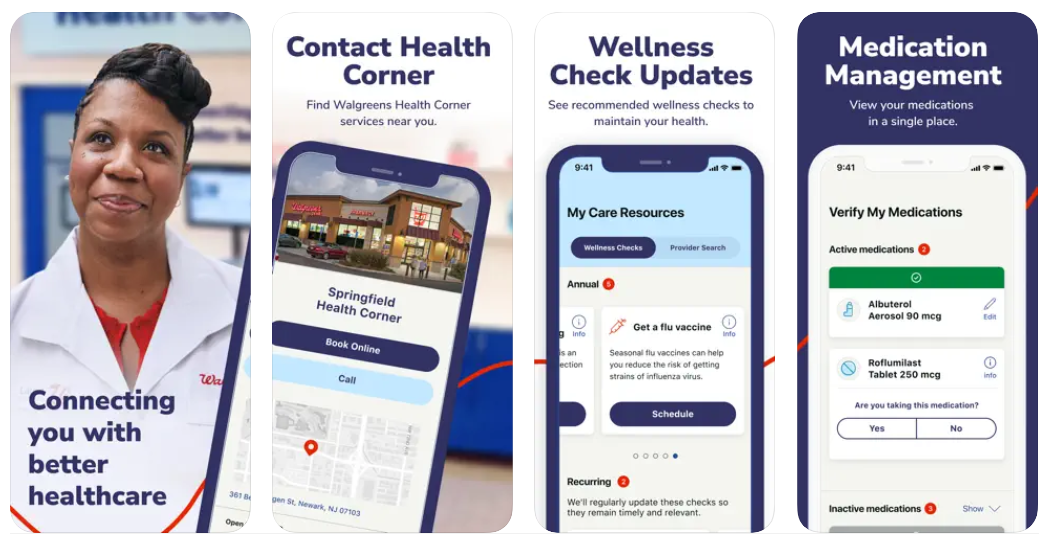 Connecting
you with
better
healthcare
361 B
Open
Contact Health
Corner
Find Walgreens Health Corner
services near you.
Walgreens
Springfield
Health Corner
Book Online
Call
gen St, Newark, NJ 07103
Wellness
Check Updates
See recommended wellness checks to
maintain your health.
9:41
My Care Resources
Wellness Checks
Provider Search
Annual 5
g
info
is an
ection
Get a flu vaccine
info
Seasonal flu vaccines can help
you reduce the risk of getting
strains of influenza virus.
Schedule
Recurring 2
We'll regularly update these checks so
they remain timely and relevant.
Medication
Management
View your medications
in a single place.
9:41
Verify My Medications
Active medications 2
Albuterol
Aerosol 90 mcg
Edit
Roflumilast
Tablet 250 mcg
info
Are you taking this medication?
Yes
No
Inactive medications 3
Show